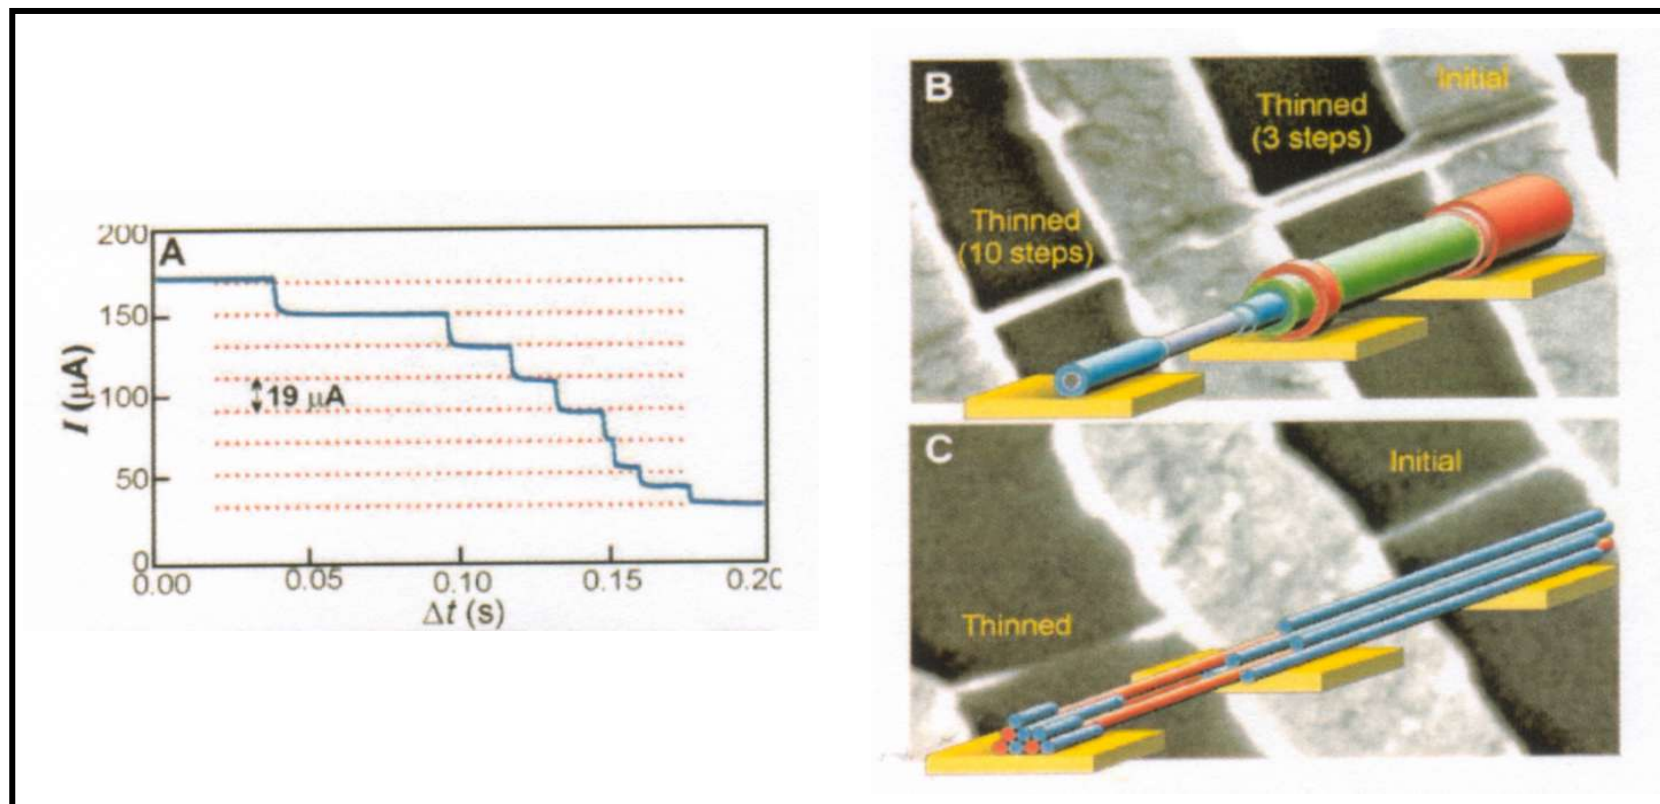 A
200
150
100
50
0
I (µA)
19 µA
0.00
0.05
0.10
0.15
0.20
Δt (s)
B
Initial
Thinned
(3 steps)
Thinned
(10 steps)
C
Initial
Thinned